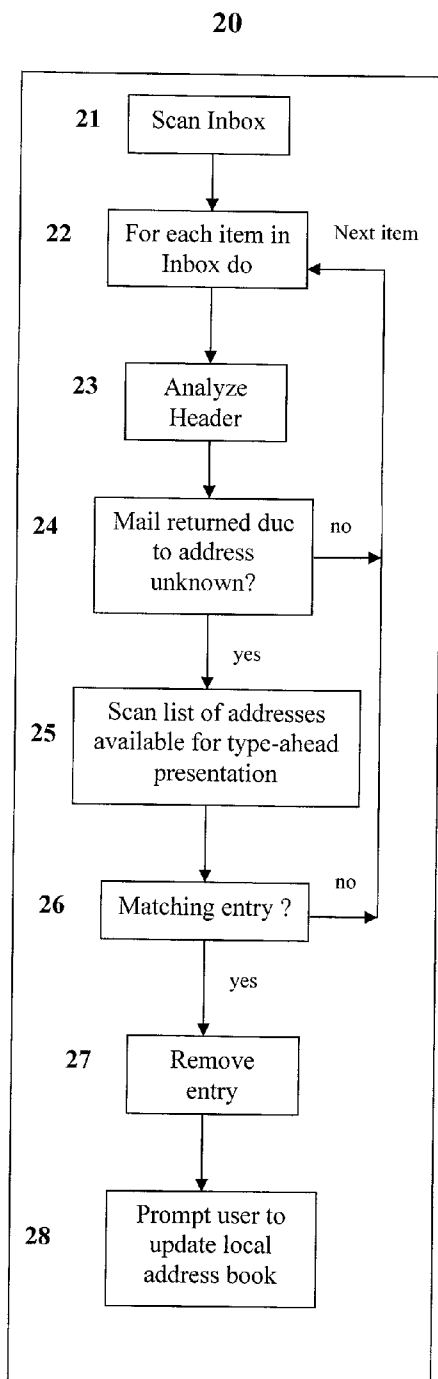 20
21
Scan Inbox
22
For each item in
Inbox do
Next item
23
Analyze
Header
24
Mail returned due
to address
unknown?
no
yes
25
Scan list of addresses
available for type-ahead
presentation
26
Matching entry ?
no
yes
27
Remove
entry
28
Prompt user to
update local
address book